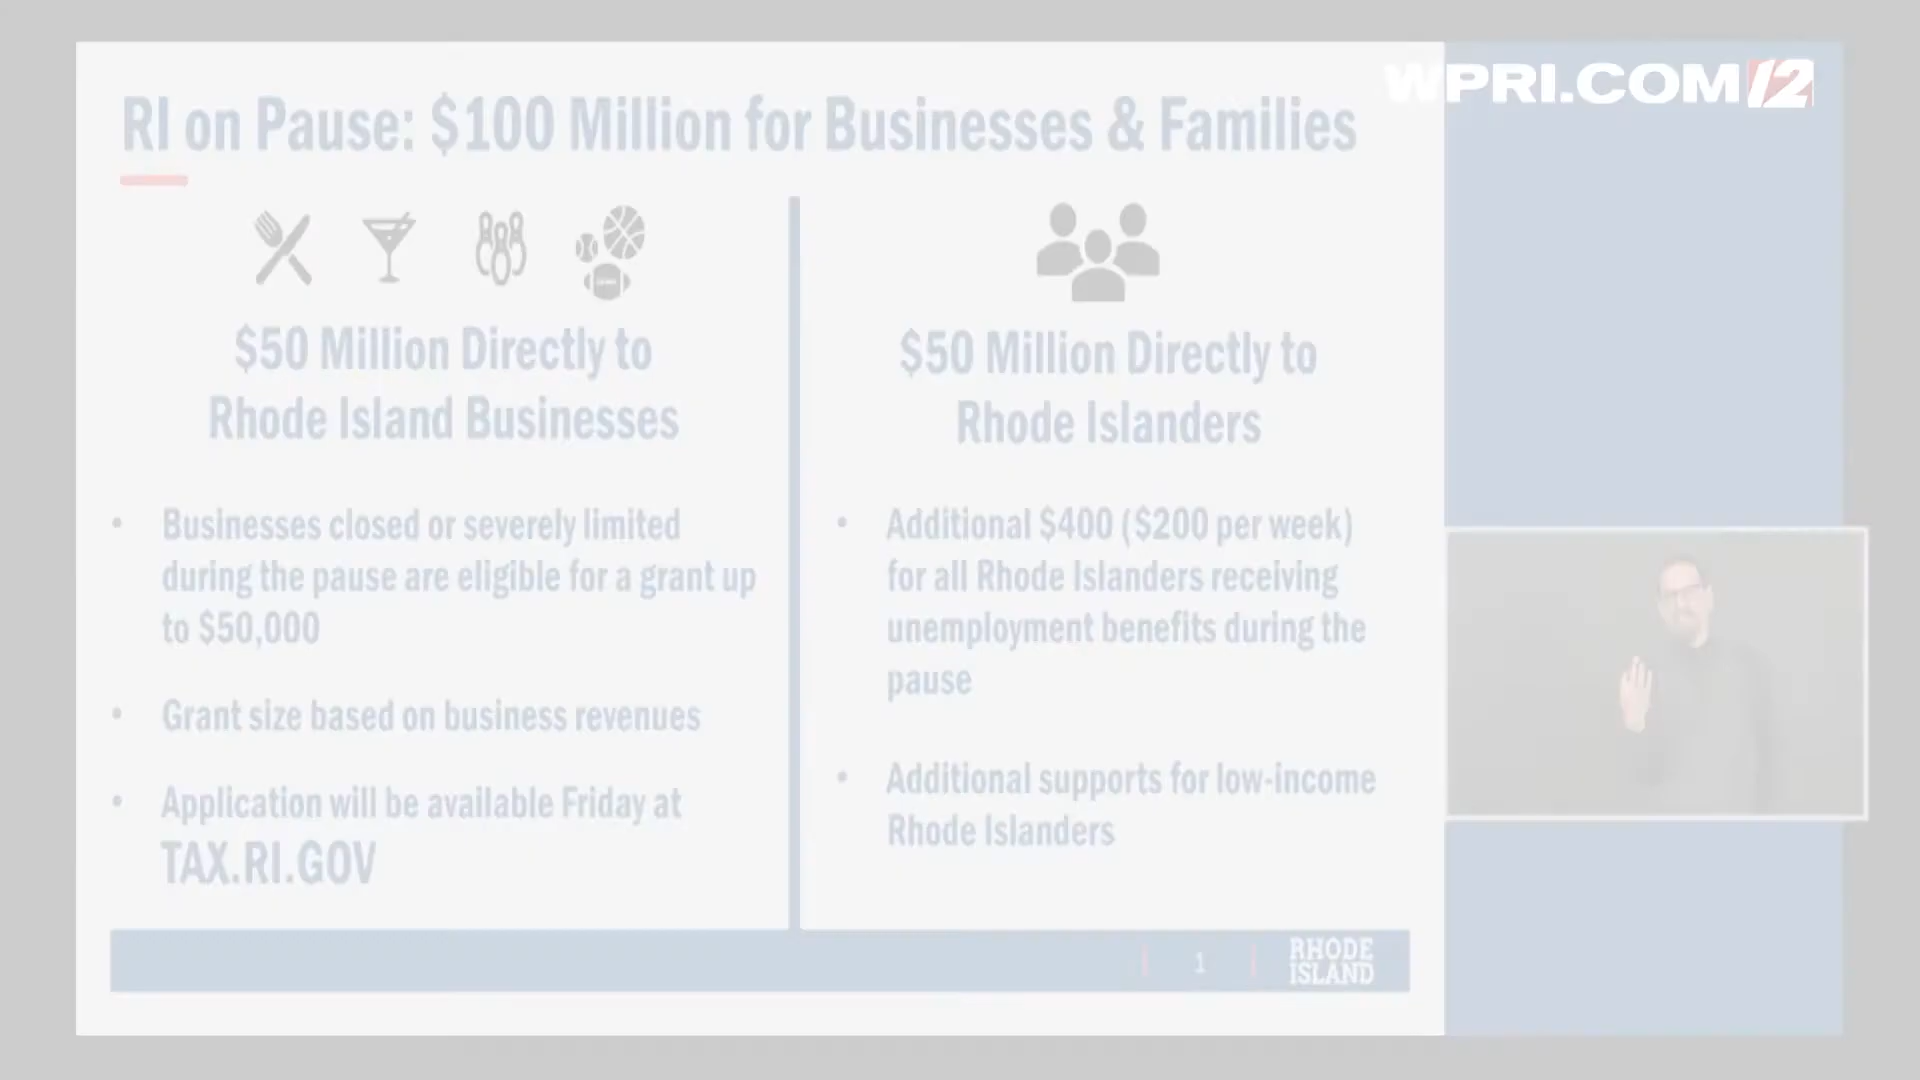 WPRI.COM 12
RI on Pause: $100 Million for Businesses & Families
$50 Million Directly to
Rhode Island Businesses
• Businesses closed or severely limited
during the pause are eligible for a grant up
to $50,000
• Grant size based on business revenues
• Application will be available Friday at
TAX.RI.GOV
$50 Million Directly to
Rhode Islanders
• Additional $400 ($200 per week)
for all Rhode Islanders receiving
unemployment benefits during the
pause
• Additional supports for low-income
Rhode Islanders
1
RHODE
ISLAND